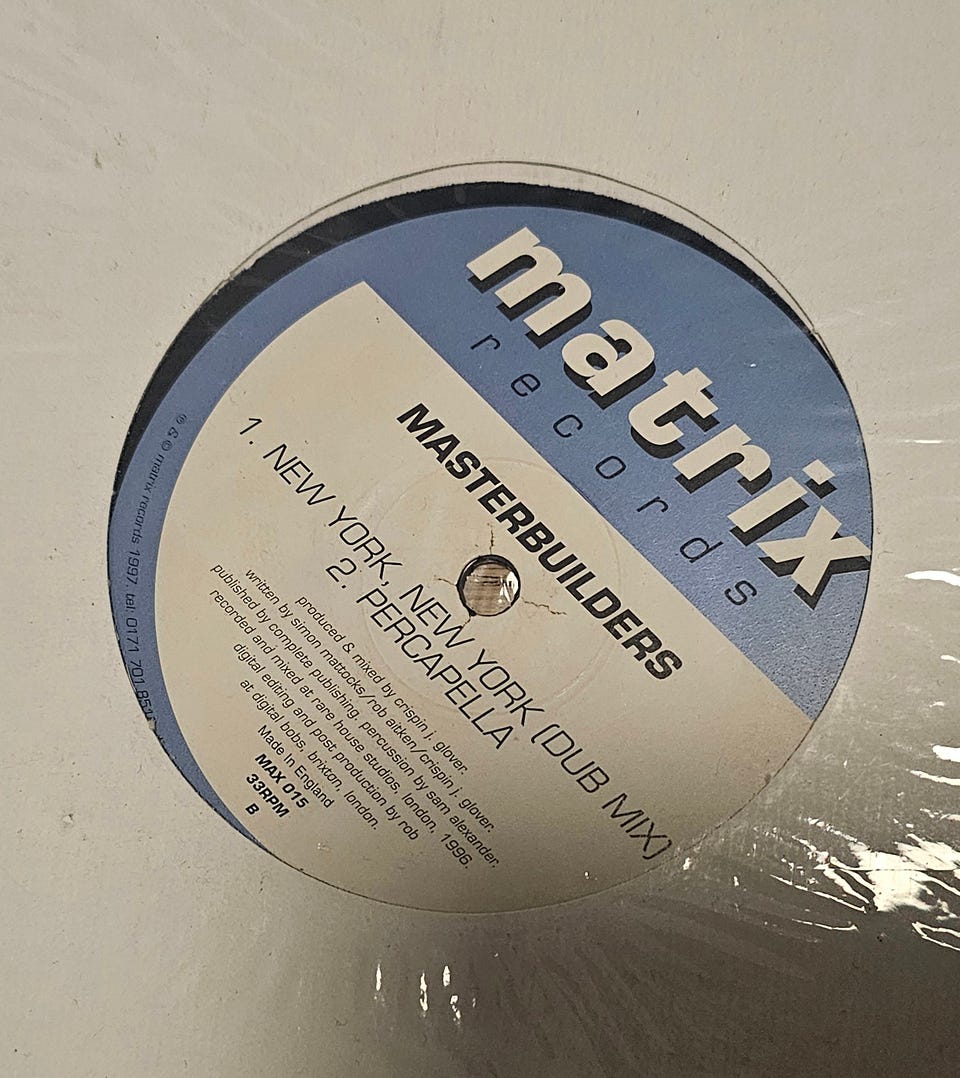 matrix
records
MASTERBUILDERS
1. NEW YORK, NEW YORK (DUB MIX)
2. PERCAPELLA
produced & mixed by crispin j. glover.
written by simon mattocks/rob aitken/crispin j. glover.
published by complete publishing. percussion by sam alexander.
recorded and mixed at rare house studios, london, 1996.
digital editing and post production by rob
at digital bobs, brixton, london.
Made In England
MAX 015
33RPM
B
℗ & © matrix records 1997. tel: 0171 701